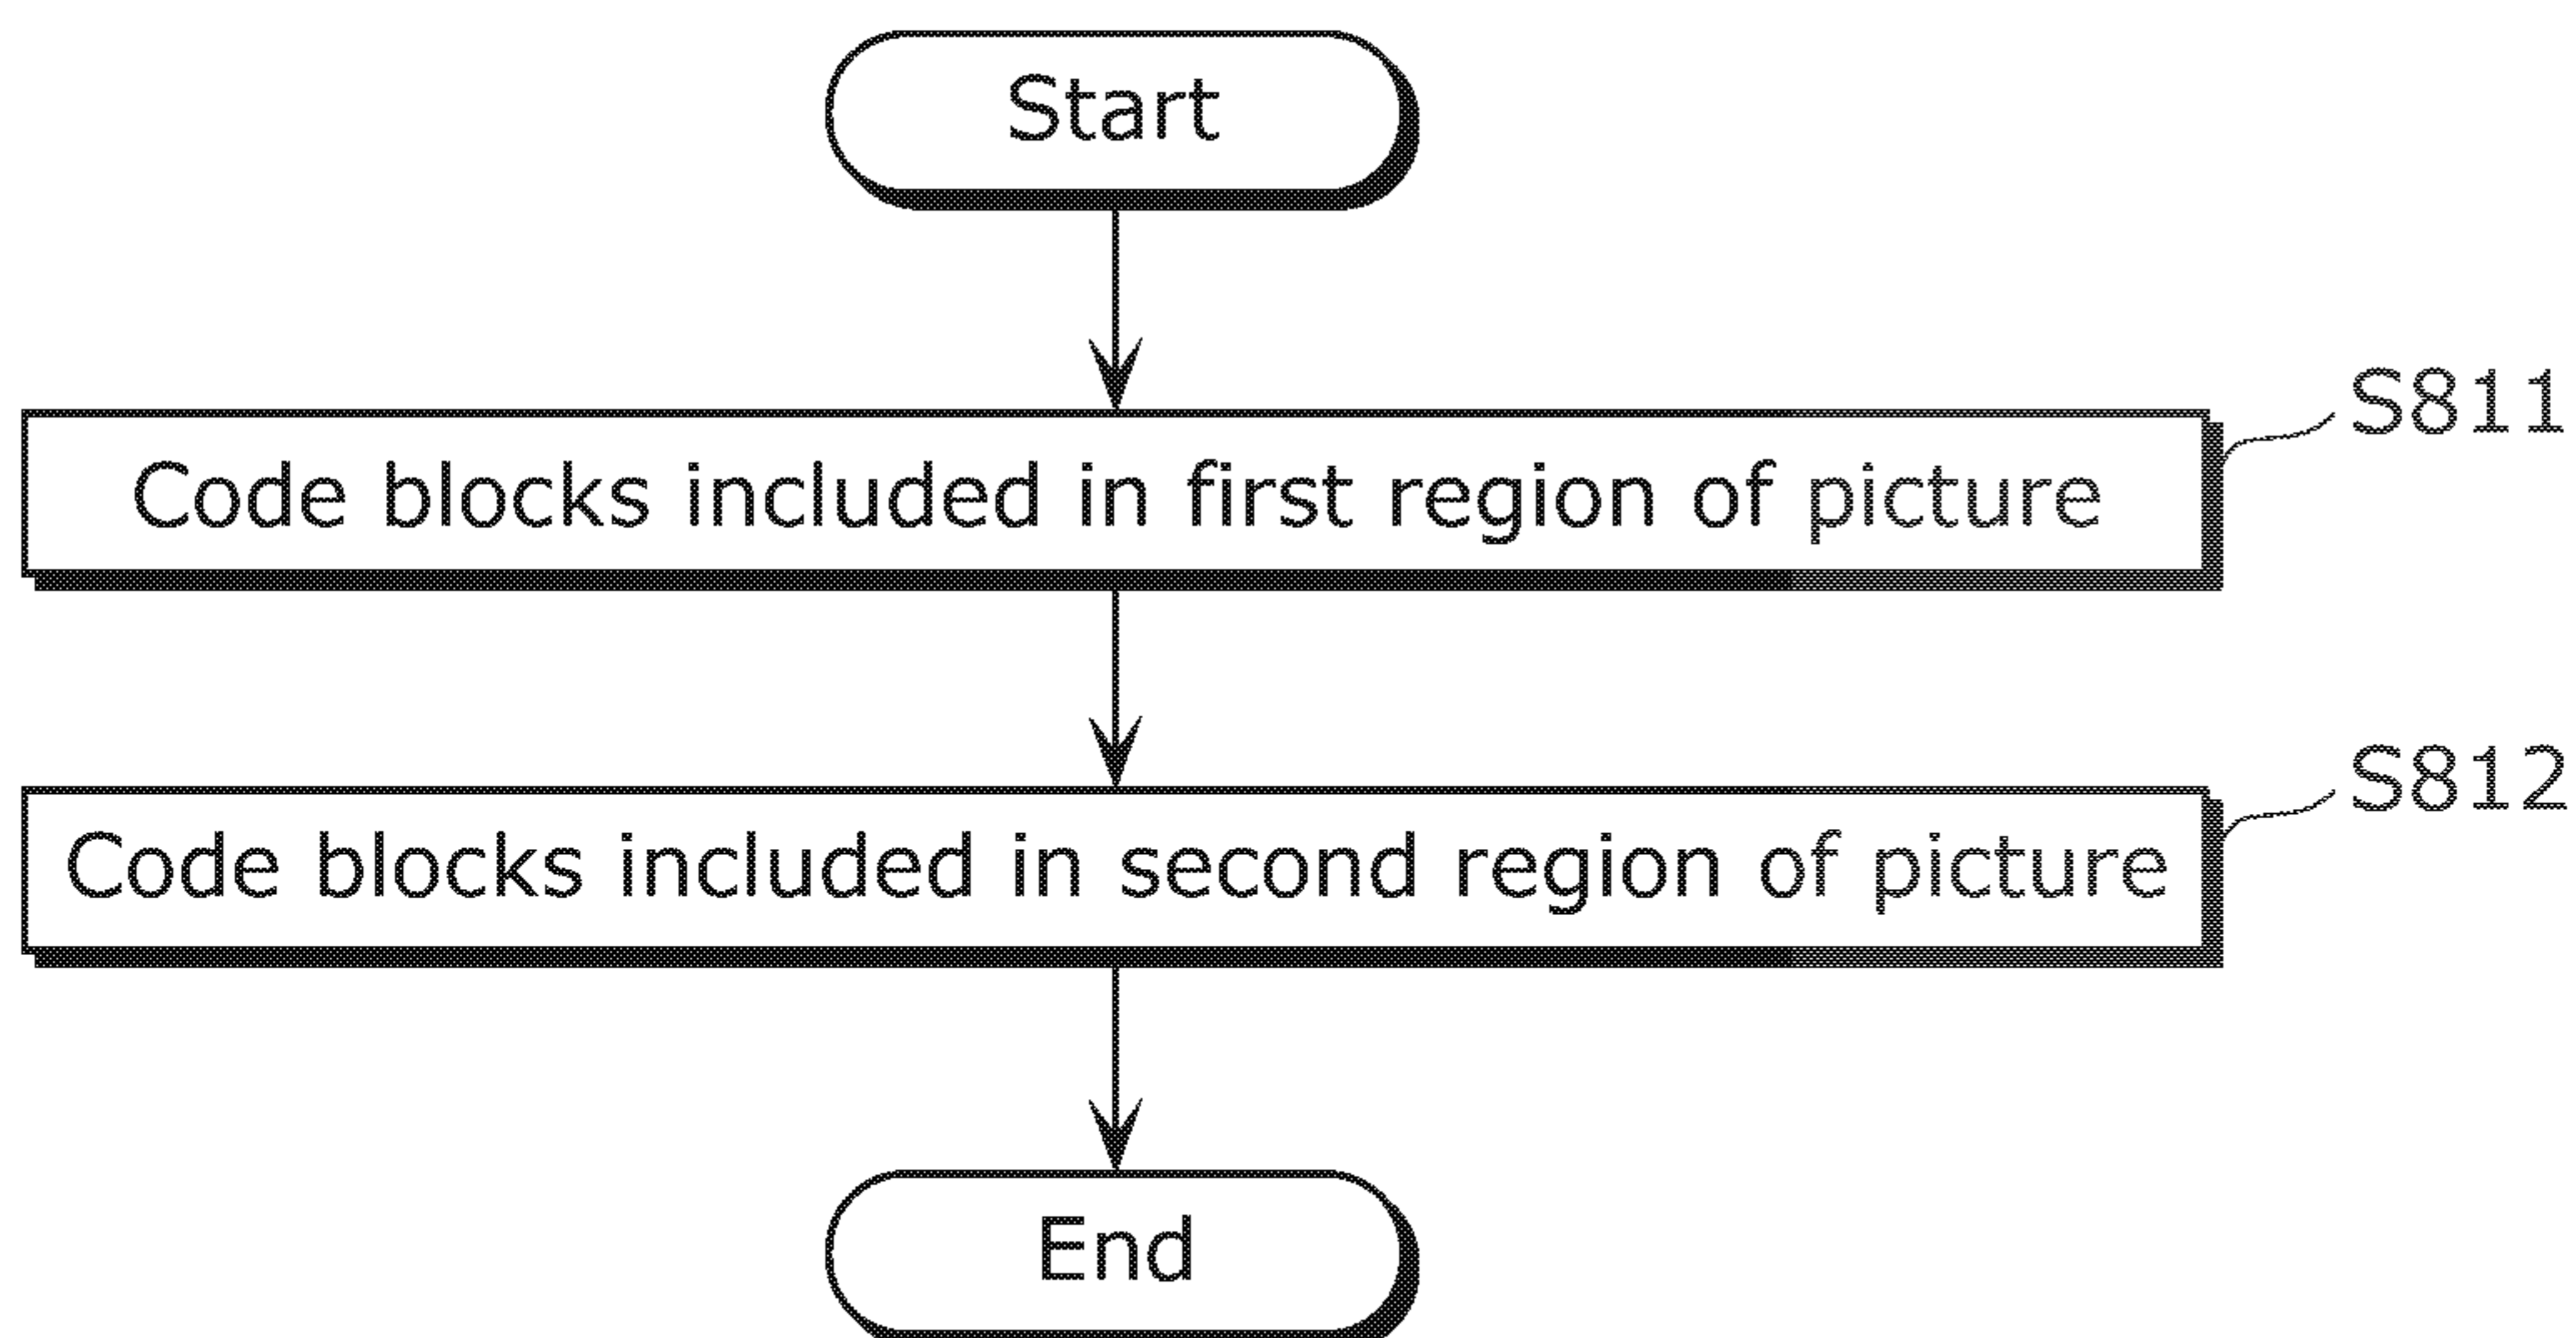 Start
Code blocks included in first region of picture
S811
Code blocks included in second region of picture
S812
End